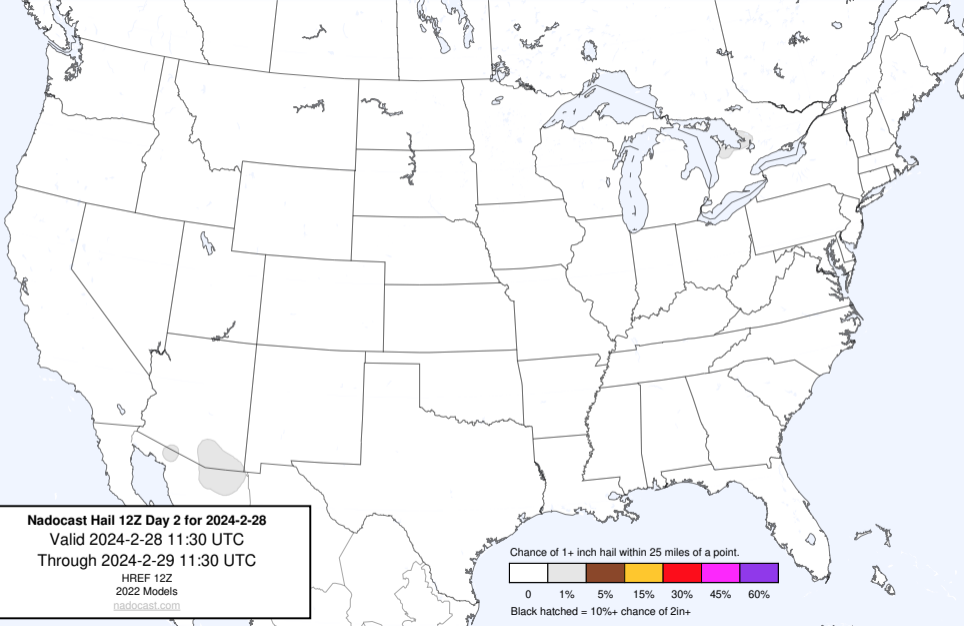 Nadocast Hail 12Z Day 2 for 2024-2-28
Valid 2024-2-28 11:30 UTC
Through 2024-2-29 11:30 UTC
HREF 12Z
2022 Models
nadocast.com
Chance of 1+ inch hail within 25 miles of a point.
0 1% 5% 15% 30% 45% 60%
Black hatched = 10%+ chance of 2in+